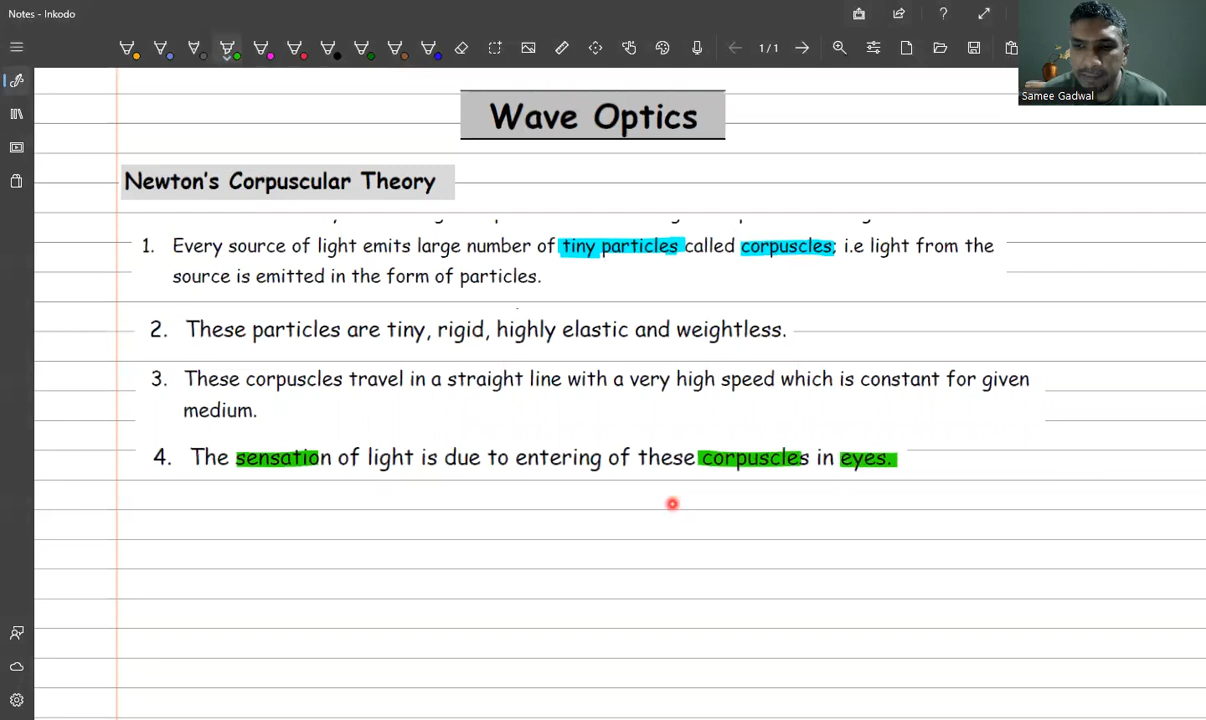 Notes - Inkodo
1/1
Samee Gadwal
Wave Optics
Newton's Corpuscular Theory
1. Every source of light emits large number of tiny particles called corpuscles; i.e light from the
source is emitted in the form of particles.
2. These particles are tiny, rigid, highly elastic and weightless.
3. These corpuscles travel in a straight line with a very high speed which is constant for given
medium.
4. The sensation of light is due to entering of these corpuscles in eyes.